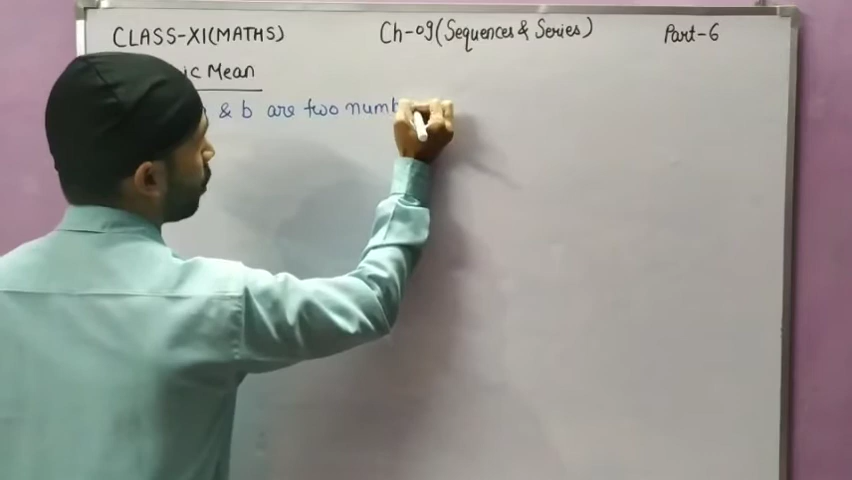 CLASS-XI(MATHS) Ch-09(Sequences & Series) Part-6
ic Mean
& b are two numb